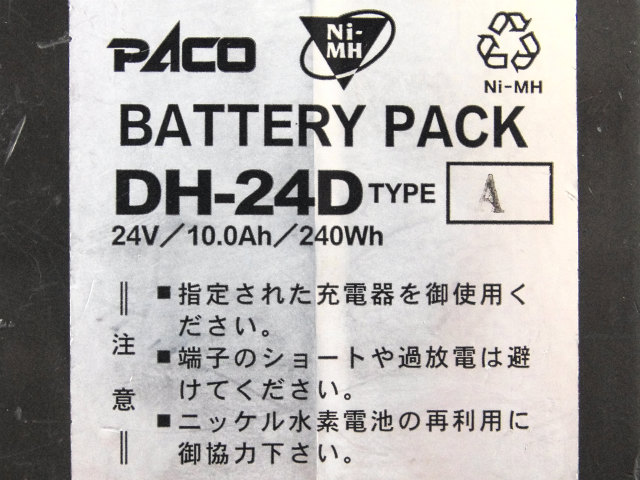 PACO
Ni-
MH
Ni-MH
BATTERY PACK
DH-24D TYPE A
24V/10.0Ah/240Wh
‖注意‖
■指定された充電器を御使用く
ださい。
■端子のショートや過放電は避
けてください。
■ニッケル水素電池の再利用に
御協力下さい。